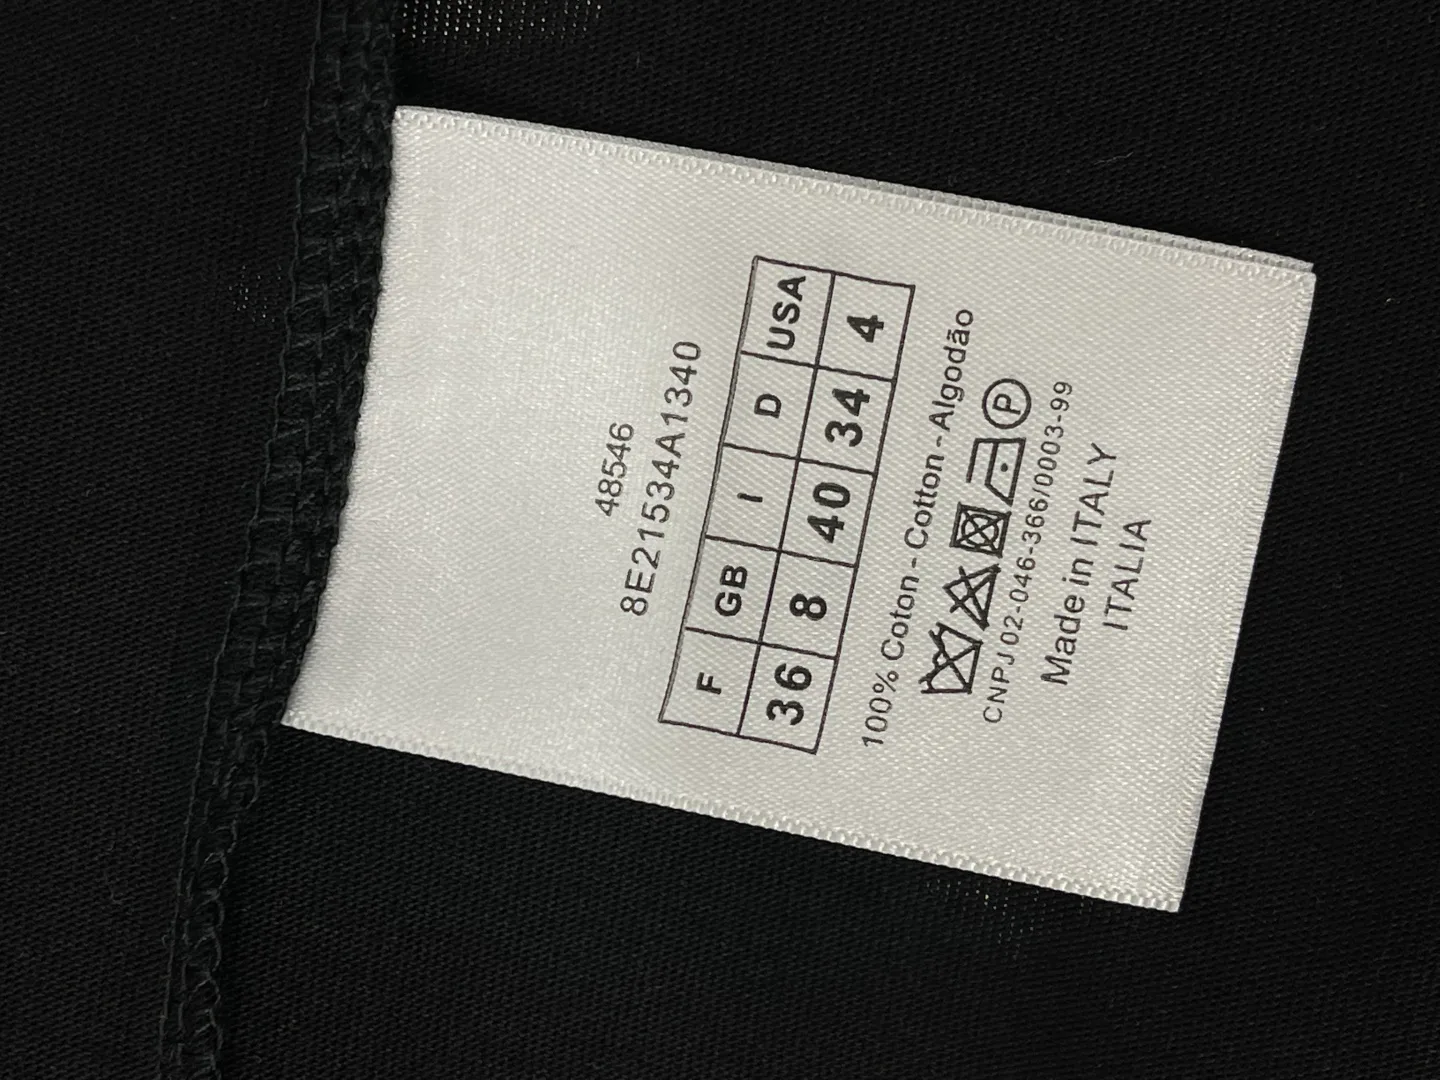 48546
8E21534A1340
F GB I D USA
36 8 40 34 4
100% Coton - Cotton - Algodão
P
CNPJ 02-046-366/0003-99
Made in ITALY
ITALIA